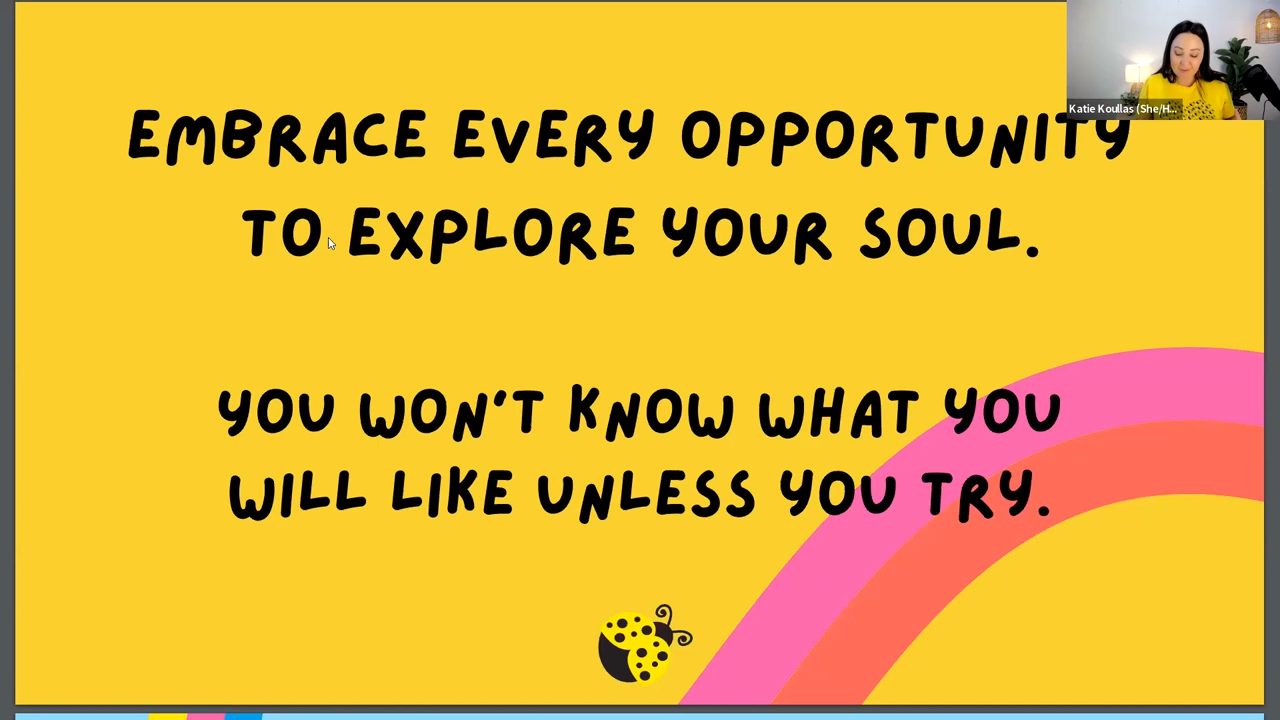 Katie Koullas (She/H...
EMBRACE EVERY OPPORTUNITY
TO EXPLORE YOUR SOUL.
YOU WON'T KNOW WHAT YOU
WILL LIKE UNLESS YOU TRY.